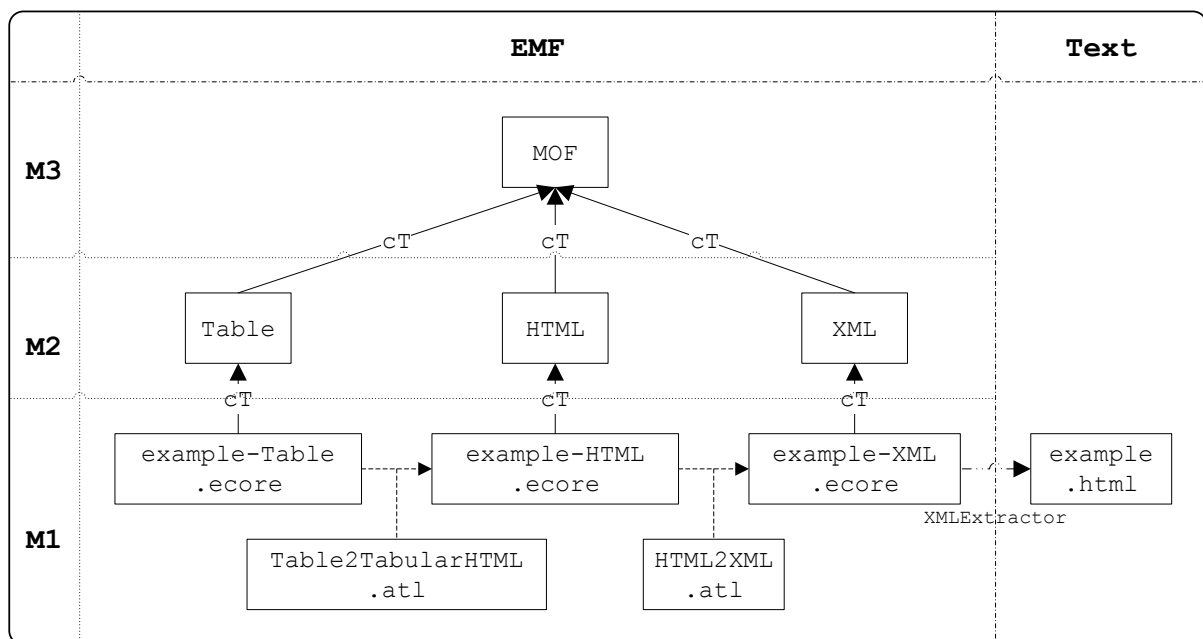 EMF
Text
M3
MOF
cT
cT
cT
M2
Table
HTML
XML
cT
cT
cT
M1
example-Table
.ecore
example-HTML
.ecore
example-XML
.ecore
example
.html
XMLExtractor
Table2TabularHTML
.atl
HTML2XML
.atl